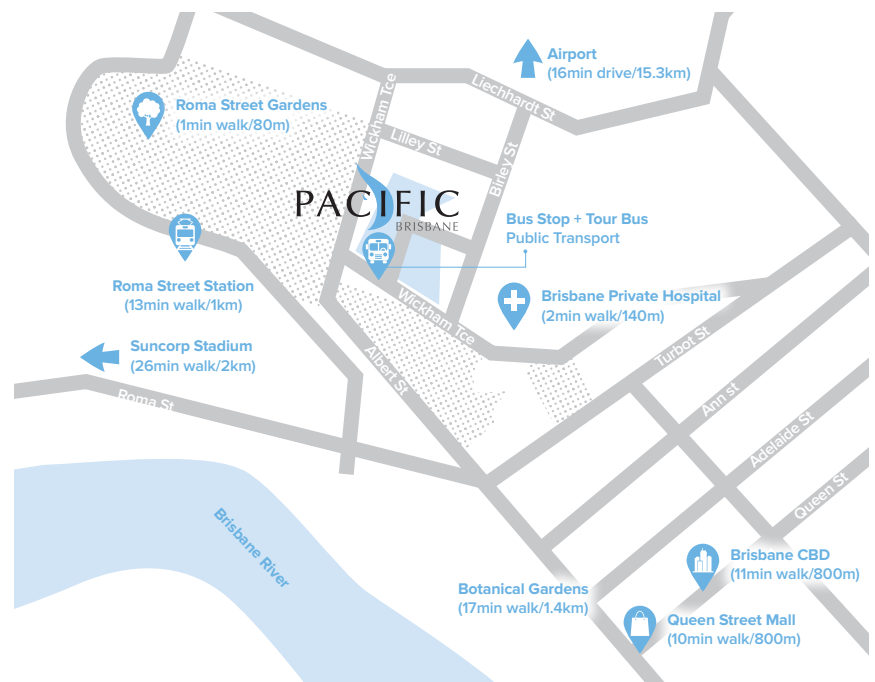 Airport
(16min drive/15.3km)
Wickham Tce
Liechhardt St
Roma Street Gardens
(1min walk/80m)
Lilley St
Birley St
PACIFIC
BRISBANE
Bus Stop + Tour Bus
Public Transport
Roma Street Station
(13min walk/1km)
Wickham Tce
Brisbane Private Hospital
(2min walk/140m)
Suncorp Stadium
(26min walk/2km)
Albert St
Turbot St
Roma St
Ann st
Adelaide St
Queen St
Brisbane River
Brisbane CBD
(11min walk/800m)
Botanical Gardens
(17min walk/1.4km)
Queen Street Mall
(10min walk/800m)